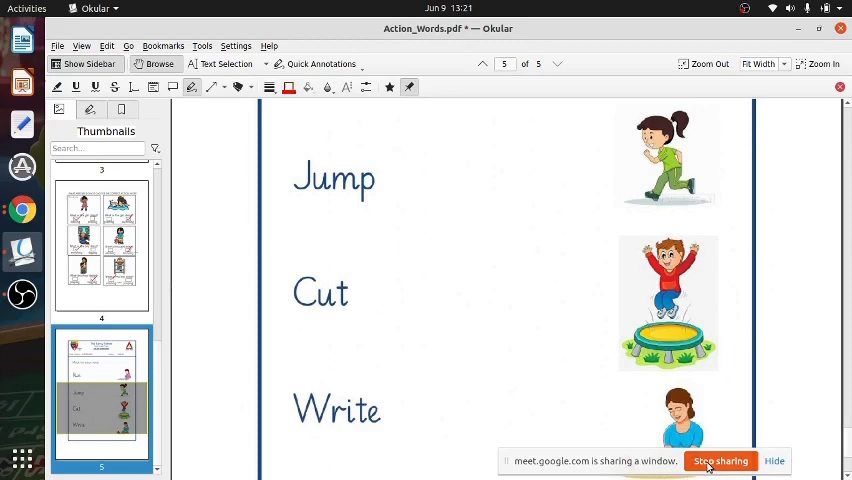 Activities
Okular
Jun 9 13:21
Action_Words.pdf * — Okular
File View Edit Go Bookmarks Tools Settings Help
Show Sidebar
Browse
Text Selection
Quick Annotations
5 of 5
Zoom Out
Fit Width
Zoom In
Thumbnails
Search...
3
4
5
Jump
Cut
Write
meet.google.com is sharing a window.
Stop sharing
Hide